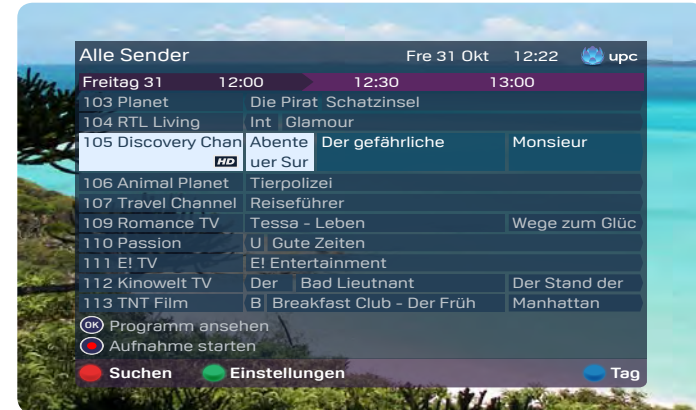 Alle Sender Fre 31 Okt 12:22 upc
Freitag 31 12:00 12:30 13:00
103 Planet Die Pirat Schatzinsel
104 RTL Living Int Glamour
105 Discovery Chan Abente Der gefährliche Monsieur
HD uer Sur
106 Animal Planet Tierpolizei
107 Travel Channel Reiseführer
109 Romance TV Tessa - Leben Wege zum Glüc
110 Passion U Gute Zeiten
111 E! TV E! Entertainment
112 Kinowelt TV Der Bad Lieutnant Der Stand der
113 TNT Film B Breakfast Club - Der Früh Manhattan
OK Programm ansehen
Aufnahme starten
Suchen Einstellungen Tag